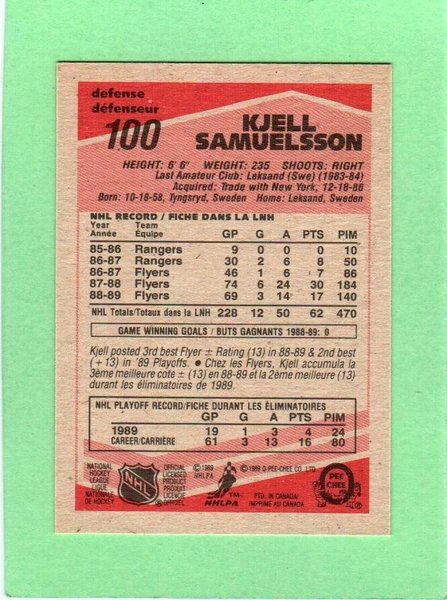 defense
défenseur
100
KJELL
SAMUELSSON
HEIGHT: 6' 6" WEIGHT: 235 SHOOTS: RIGHT
Last Amateur Club: Leksand (Swe) (1983-84)
Acquired: Trade with New York, 12-18-86
Born: 10-18-58, Tyngsryd, Sweden Home: Leksand, Sweden
NHL RECORD / FICHE DANS LA LNH
Year Team GP G A PTS PIM
Année Équipe
85-86 Rangers 9 0 0 0 10
86-87 Rangers 30 2 6 8 50
86-87 Flyers 46 1 6 7 86
87-88 Flyers 74 6 24 30 184
88-89 Flyers 69 3 14 17 140
NHL Totals/Totaux dans la LNH 228 12 50 62 470
GAME WINNING GOALS / BUTS GAGNANTS 1988-89: 0
Kjell posted 3rd best Flyer ± Rating (13) in 88-89 & 2nd best
(+13) in '89 Playoffs. ● Chez les Flyers, Kjell accumula la
3ème meilleure cote ± (13) en 88-89 et la 2ème meilleure (13)
durant les éliminatoires de 1989.
NHL PLAYOFF RECORD/FICHE DURANT LES ÉLIMINATOIRES
GP G A PTS PIM
1989 19 1 3 4 24
CAREER/CARRIÈRE 61 3 13 16 80
NATIONAL
HOCKEY
LEAGUE
LIGUE
NATIONALE
DE HOCKEY
NHL
OFFICIAL
LICENSED
PRODUCT
PRODUIT
LICENCIÉ
OFFICIEL
© 1989
NHLPA
NHLPA
© 1989 O-PEE-CHEE CO. LTD.
PTD. IN CANADA/
IMPRIMÉ AU CANADA
O
PEE
CHEE